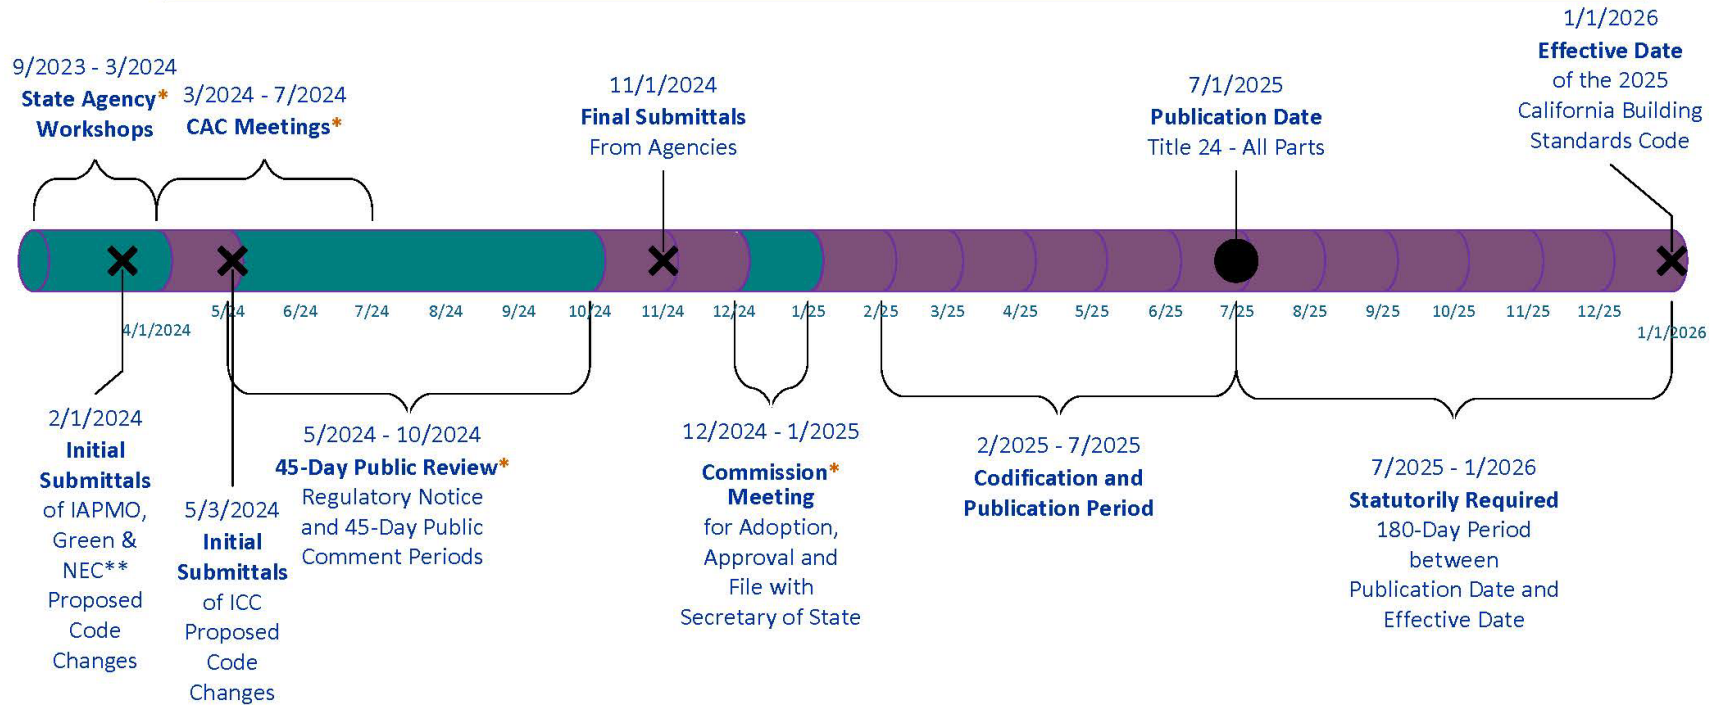 9/2023 - 3/2024
State Agency*
Workshops
3/2024 - 7/2024
CAC Meetings*
11/1/2024
Final Submittals
From Agencies
7/1/2025
Publication Date
Title 24 - All Parts
1/1/2026
Effective Date
of the 2025
California Building
Standards Code
4/1/2024
5/24
6/24
7/24
8/24
9/24
10/24
11/24
12/24
1/25
2/25
3/25
4/25
5/25
6/25
7/25
8/25
9/25
10/25
11/25
12/25
1/1/2026
2/1/2024
Initial
Submittals
of IAPMO,
Green &
NEC**
Proposed
Code
Changes
5/3/2024
Initial
Submittals
of ICC
Proposed
Code
Changes
5/2024 - 10/2024
45-Day Public Review*
Regulatory Notice
and 45-Day Public
Comment Periods
12/2024 - 1/2025
Commission*
Meeting
for Adoption,
Approval and
File with
Secretary of State
2/2025 - 7/2025
Codification and
Publication Period
7/2025 - 1/2026
Statutorily Required
180-Day Period
between
Publication Date and
Effective Date